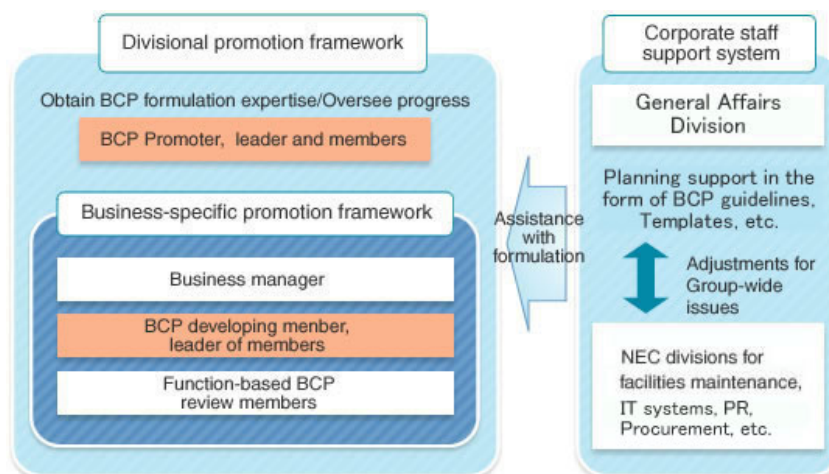 Divisional promotion framework
Obtain BCP formulation expertise/Oversee progress
BCP Promoter, leader and members
Business-specific promotion framework
Business manager
BCP developing menber,
leader of members
Function-based BCP
review members
Assistance
with
formulation
Corporate staff
support system
General Affairs
Division
Planning support in the
form of BCP guidelines,
Templates, etc.
Adjustments for
Group-wide
issues
NEC divisions for
facilities maintenance,
IT systems, PR,
Procurement, etc.